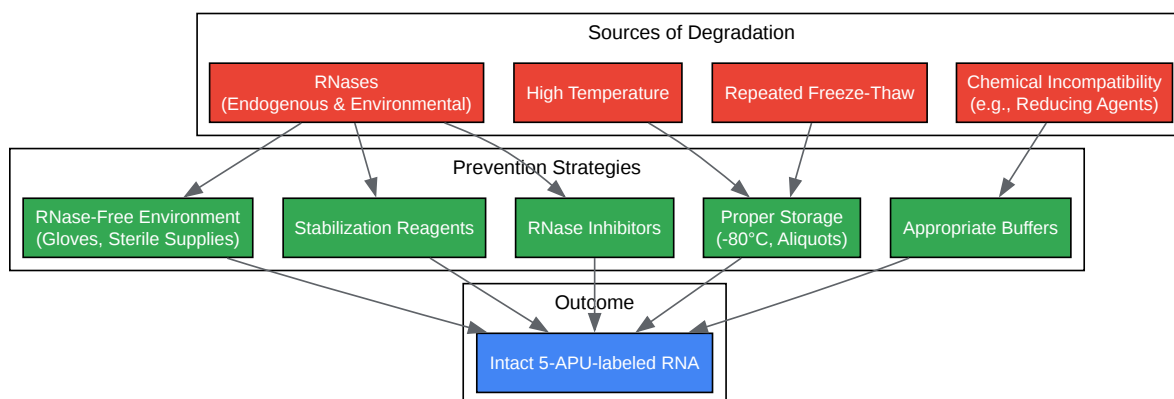 Sources of Degradation
RNases
(Endogenous & Environmental)
High Temperature
Repeated Freeze-Thaw
Chemical Incompatibility
(e.g., Reducing Agents)
Prevention Strategies
RNase-Free Environment
(Gloves, Sterile Supplies)
Stabilization Reagents
RNase Inhibitors
Proper Storage
(-80°C, Aliquots)
Appropriate Buffers
Outcome
Intact 5-APU-labeled RNA